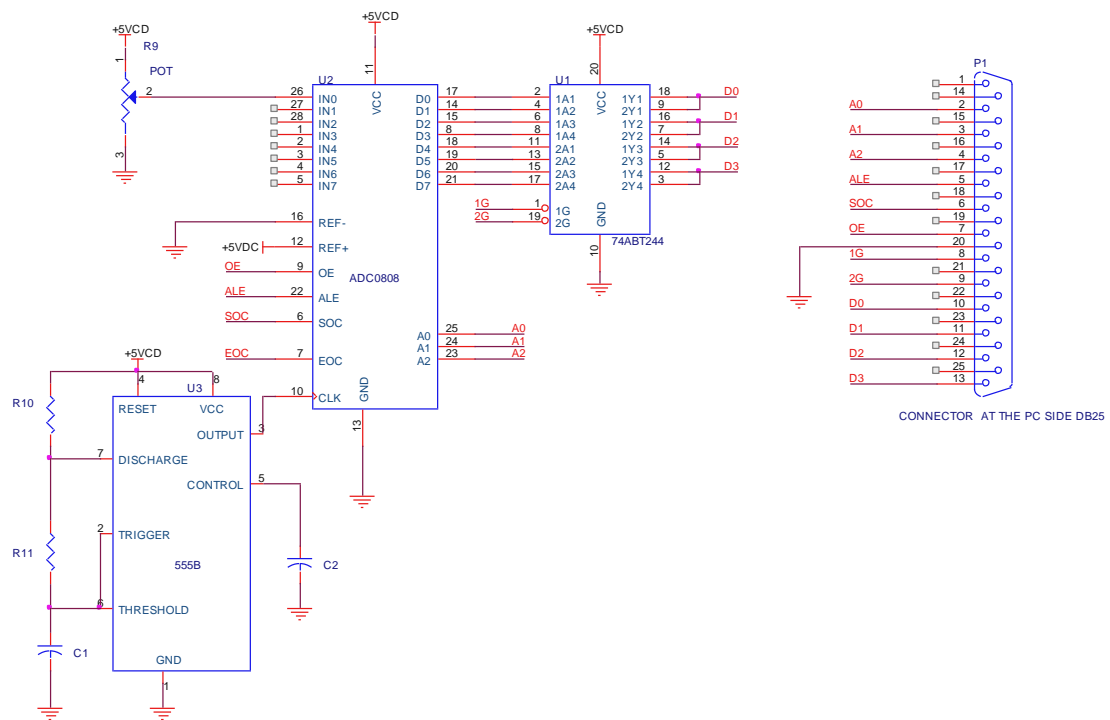 +5VCD
R9
1
POT
2
3
+5VCD
11
U2
VCC
26 IN0
27 IN1
28 IN2
1 IN3
2 IN4
3 IN5
4 IN6
5 IN7
16 REF-
+5VDC 12 REF+
OE 9 OE
ALE 22 ALE
SOC 6 SOC
EOC 7 EOC
10 CLK
ADC0808
D0 17
D1 14
D2 15
D3 8
D4 18
D5 19
D6 20
D7 21
A0 25 A0
A1 24 A1
A2 23 A2
GND
13
+5VCD
20
U1
VCC
2 1A1
4 1A2
6 1A3
8 1A4
11 2A1
13 2A2
15 2A3
17 2A4
1G 1 1G
2G 19 2G
1Y1 18 D0
2Y1 9
1Y2 16 D1
2Y2 7
1Y3 14 D2
2Y3 5
1Y4 12 D3
2Y4 3
GND
74ABT244
10
P1
1
14
A0 2
15
A1 3
16
A2 4
17
ALE 5
18
SOC 6
19
OE 7
20
1G 8
21
2G 9
22
D0 10
23
D1 11
24
D2 12
25
D3 13
CONNECTOR AT THE PC SIDE DB25
+5VCD
4
8
U3
R10
RESET
VCC
OUTPUT 3
7 DISCHARGE
CONTROL 5
2 TRIGGER
R11
555B
C2
6 THRESHOLD
C1
GND
1